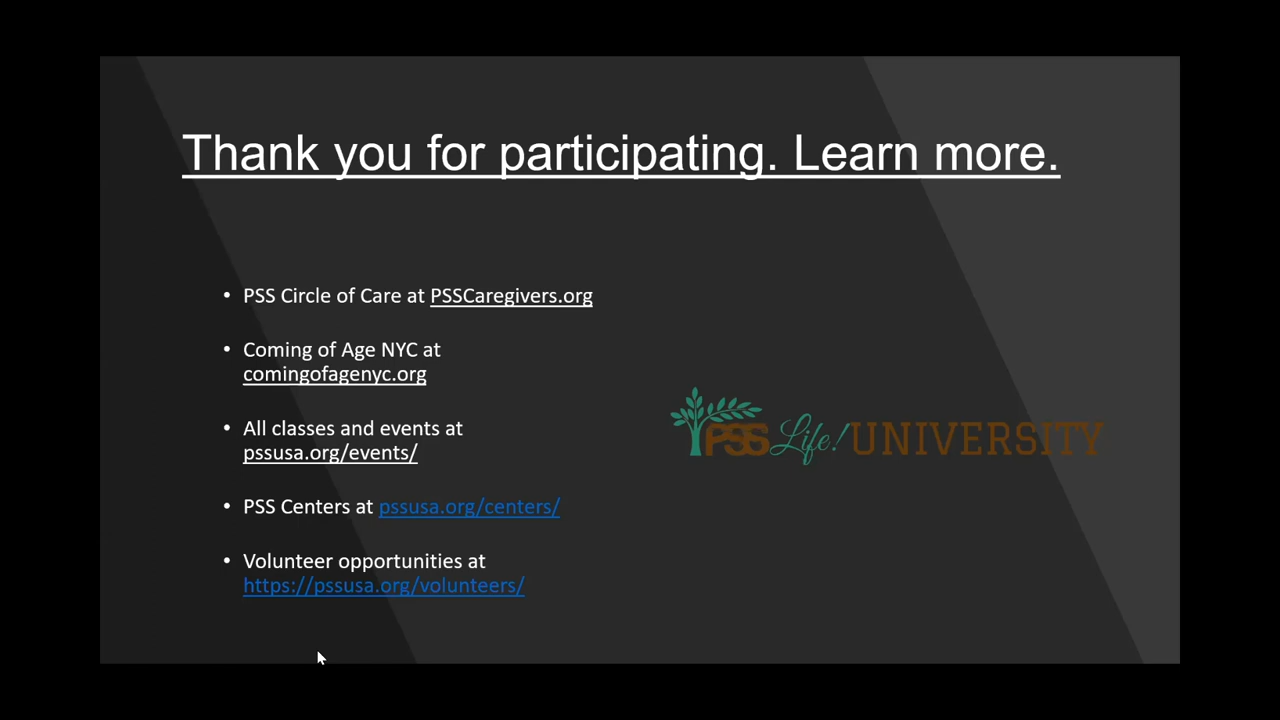 Thank you for participating. Learn more.
• PSS Circle of Care at PSSCaregivers.org
• Coming of Age NYC at
comingofagenyc.org
• All classes and events at
pssusa.org/events/
• PSS Centers at pssusa.org/centers/
• Volunteer opportunities at
https://pssusa.org/volunteers/
PSS Life! UNIVERSITY